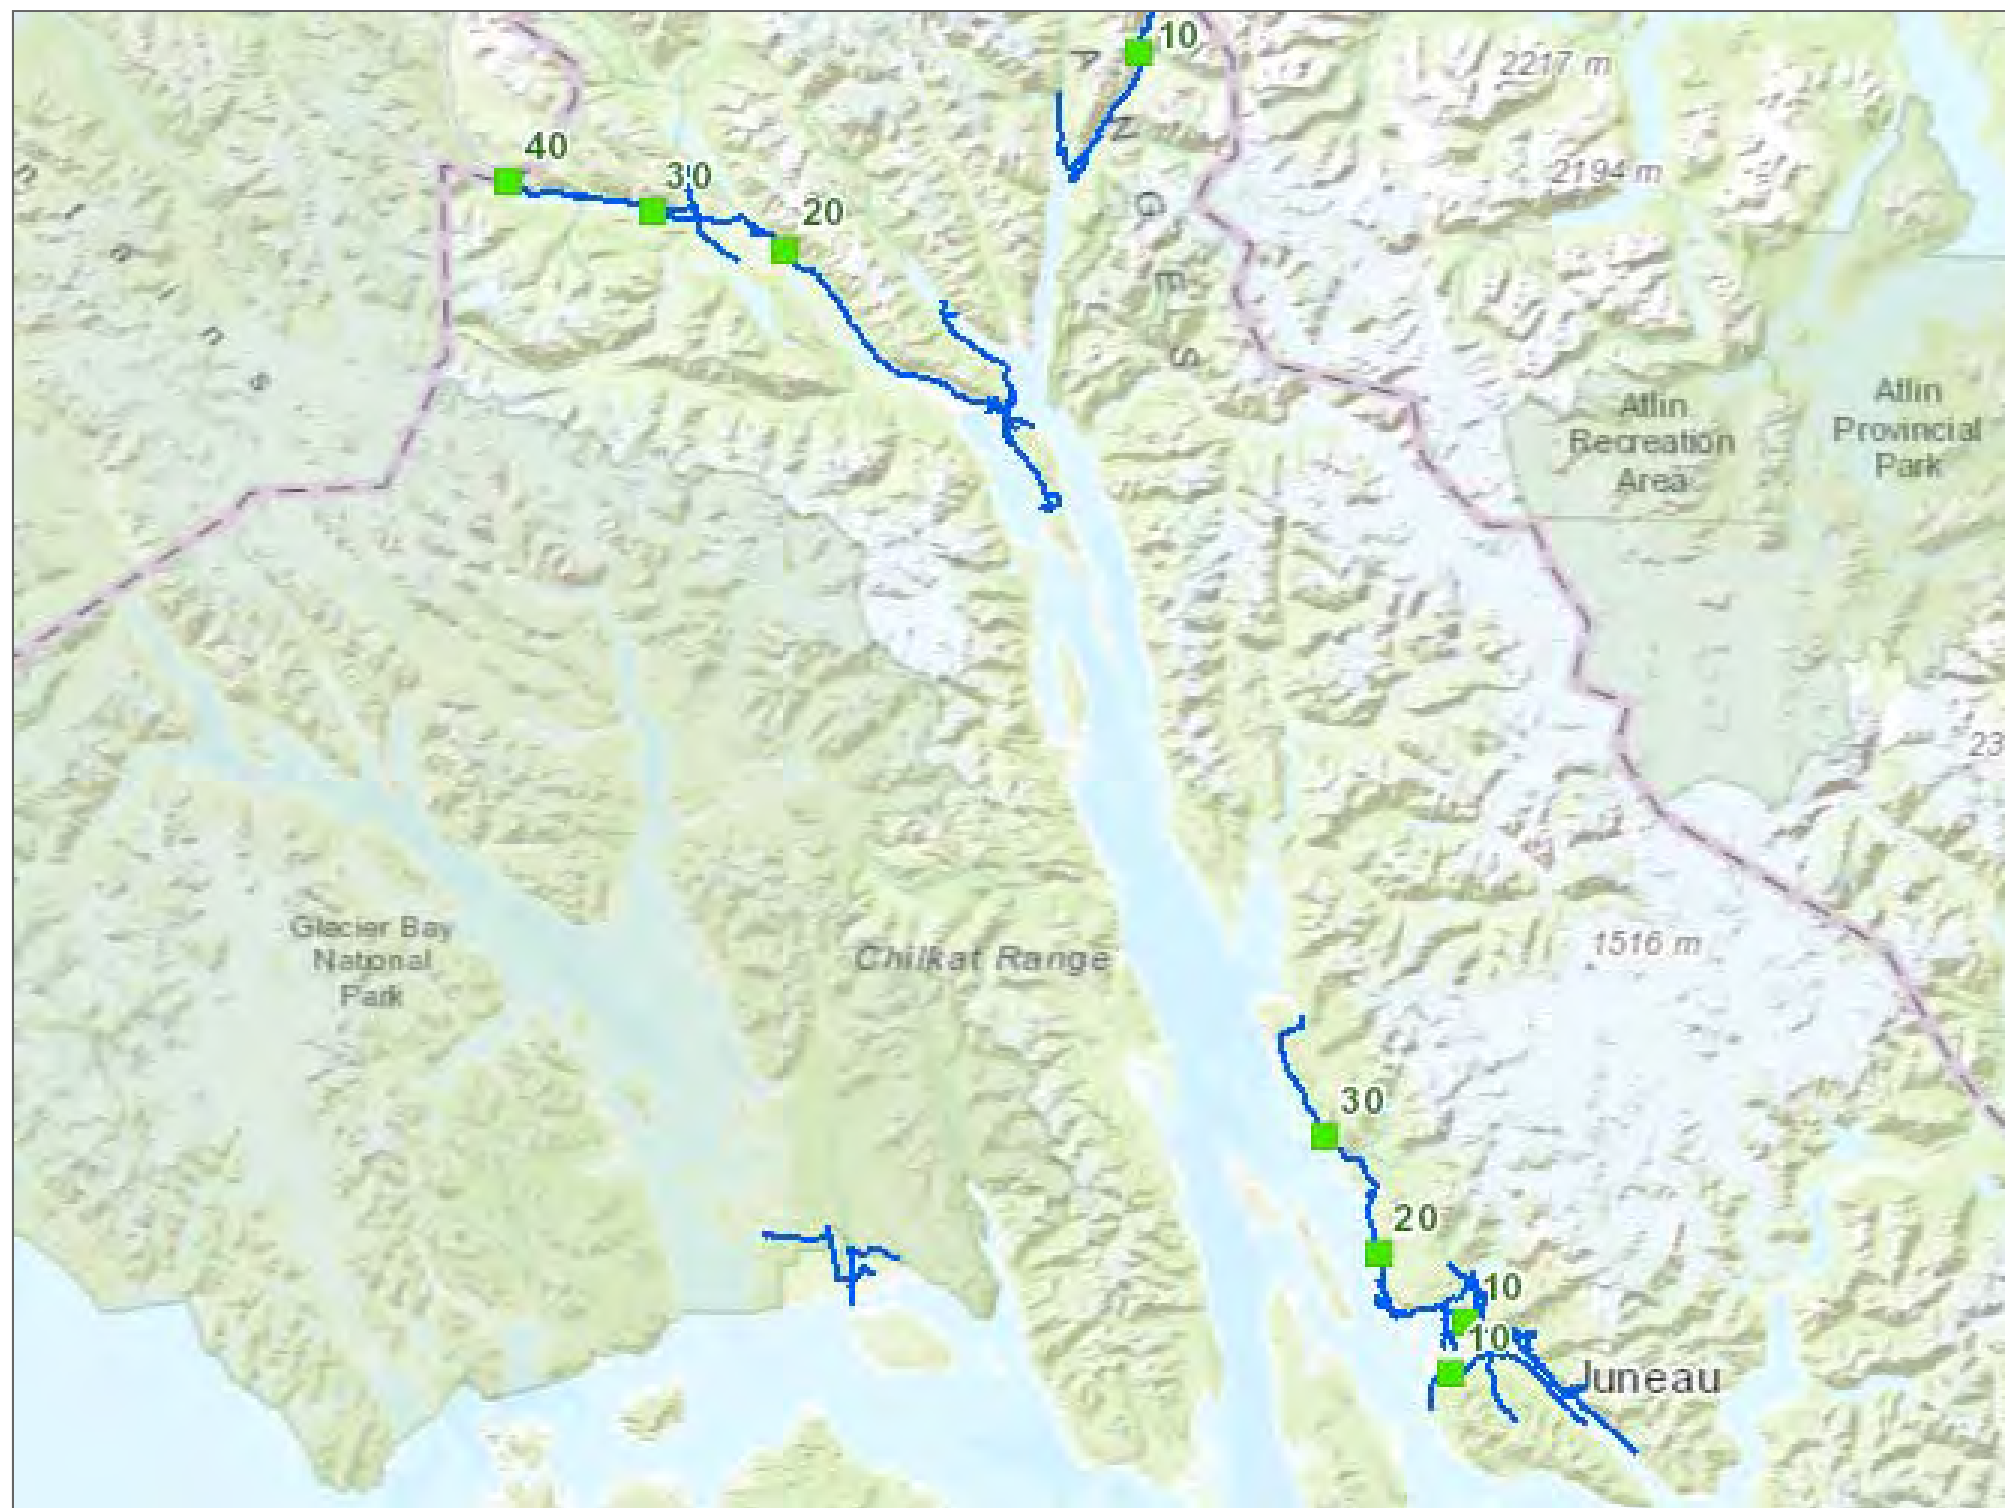 10
2217 m
A
N
G
E
L
S
40
30
20
2194 m
n
t
a
i
n
s
Atlin
Recreation
Area
Atlin
Provincial
Park
23
Glacier Bay
National
Park
Chilkat Range
1516 m
30
20
10
10
Juneau